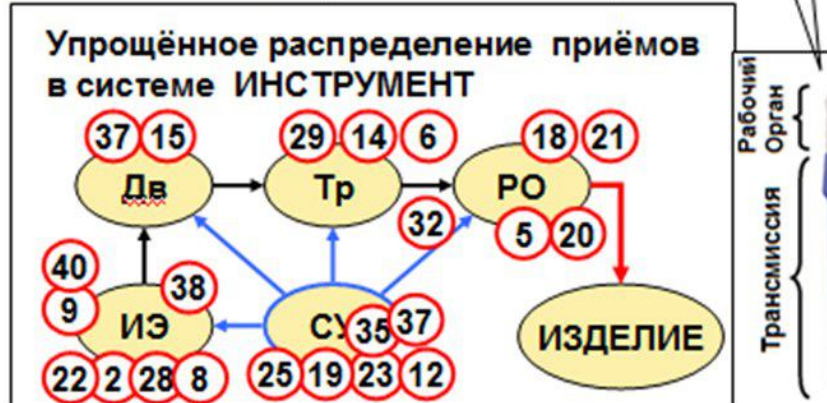 Упрощённое распределение приёмов
в системе ИНСТРУМЕНТ
37 15 29 14 6 18 21
Дв Тр РО
32 5 20
40 38
9 ИЭ СУ 35 37 ИЗДЕЛИЕ
22 2 28 8 25 19 23 12
Рабочий
Орган
Трансмиссия